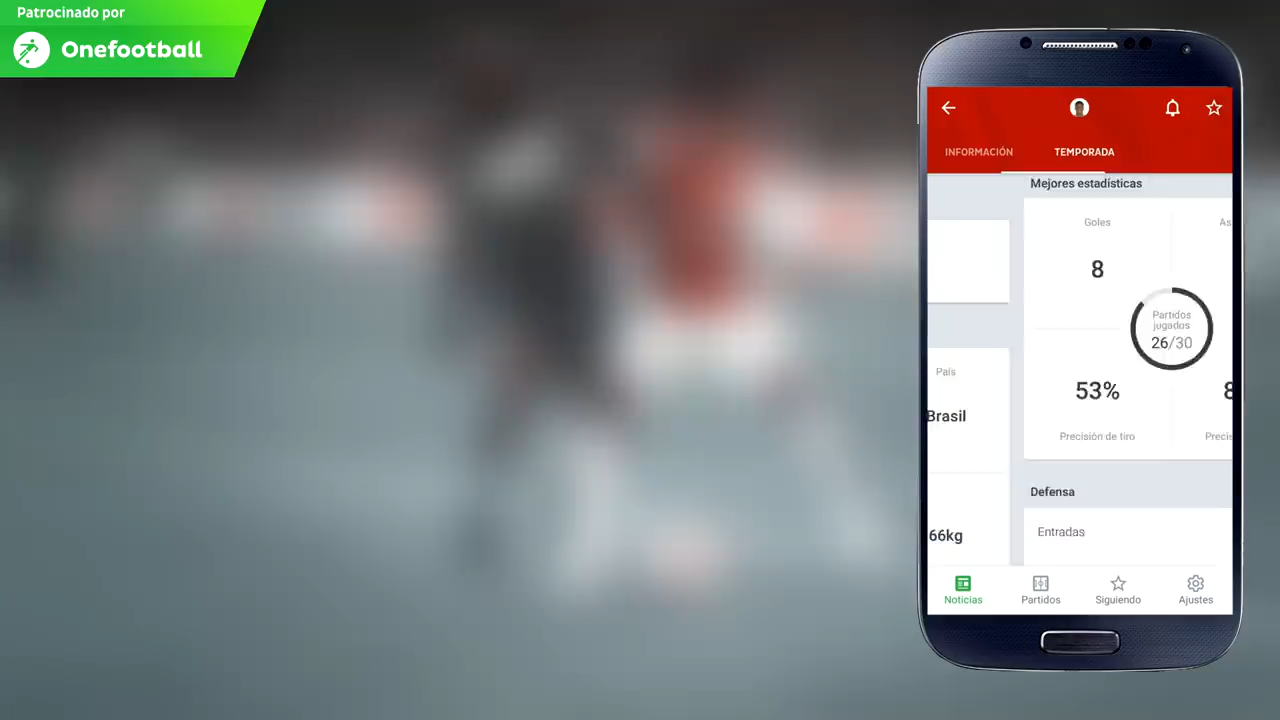 Patrocinado por
Onefootball
INFORMACIÓN TEMPORADA
Mejores estadísticas
Goles
8
Partidos
jugados
26/30
País
Brasil
53%
Precisión de tiro
Defensa
66kg
Entradas
Noticias Partidos Siguiendo Ajustes